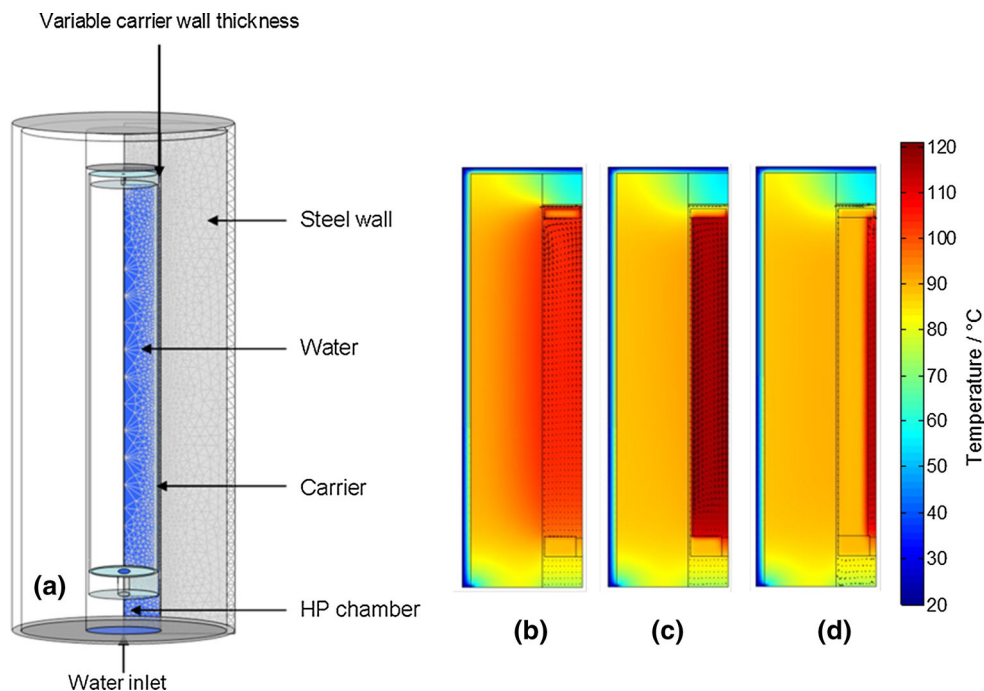 Variable carrier wall thickness
Steel wall
Water
Carrier
HP chamber
Water inlet
(a)
(b)
(c)
(d)
120
110
100
90
80
70
60
50
40
30
20
Temperature / °C